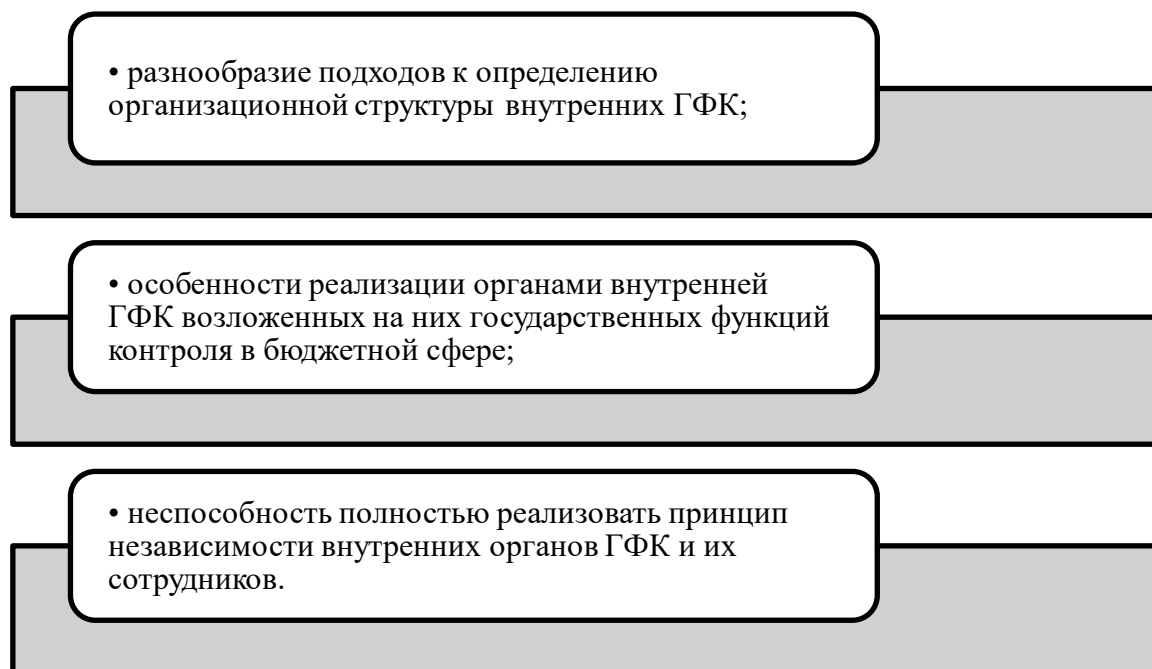 • разнообразие подходов к определению
организационной структуры внутренних ГФК;
• особенности реализации органами внутренней
ГФК возложенных на них государственных функций
контроля в бюджетной сфере;
• неспособность полностью реализовать принцип
независимости внутренних органов ГФК и их
сотрудников.